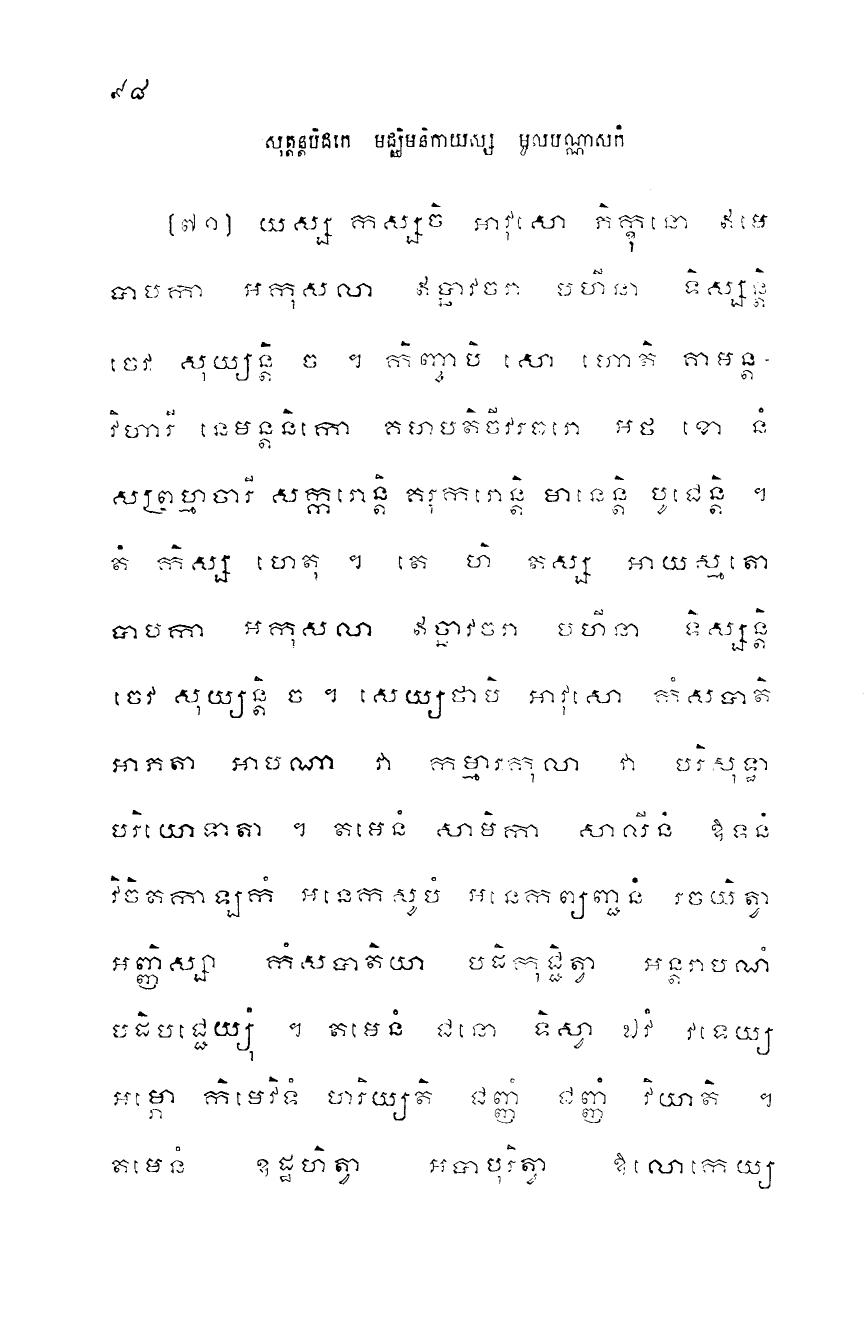 ៩៨
សុត្តន្តបិដកេ មជ្ឈិមនិកាយស្ស មូលបណ្ណាសកំ
[៧១] យស្ស កស្សចិ អាវុសោ ភិក្ខុនោ ឥមេ
បាបកា អកុសលា ឥច្ឆាវចរា បហីនា ទិស្សន្តិ
ចេវ សុយ្យន្តិ ច ។ កិញ្ចាបិ សោ ហោតិ គាមន្ត-
វិហារី នេមន្តនិកោ គហបតិចីវរធរោ អថ ខោ នំ
សព្រហ្មចារី សក្ករោន្តិ គរុករោន្តិ មានេន្តិ បូជេន្តិ ។
តំ កិស្ស ហេតុ ។ តេ ហិ តស្ស អាយស្មតោ
បាបកា អកុសលា ឥច្ឆាវចរា បហីនា ទិស្សន្តិ
ចេវ សុយ្យន្តិ ច ។ សេយ្យថាបិ អាវុសោ កំសបាតិ
អាភតា អាបណា វា កម្មារកុលា វា បរិសុទ្ធា
បរិយោទាតា ។ តមេនំ សាមិកា សាលីនំ ឱទនំ
វិចិតកាឡកំ អនេកសូបំ អនេកព្យញ្ជនំ រចយិត្វា
អញ្ញិស្សា កំសបាតិយា បដិកុជ្ជិត្វា អន្តរាបណំ
បដិបជ្ជេយ្យុំ ។ តមេនំ ជនោ ទិស្វា ឯវំ វទេយ្យ
អម្ភោ កិមេវិទំ ហរិយ្យតិ ជញ្ញំ ជញ្ញំ វិយាតិ ។
តមេនំ ឧដ្ឋហិត្វា អបាបុរិត្វា ឱលោកេយ្យ